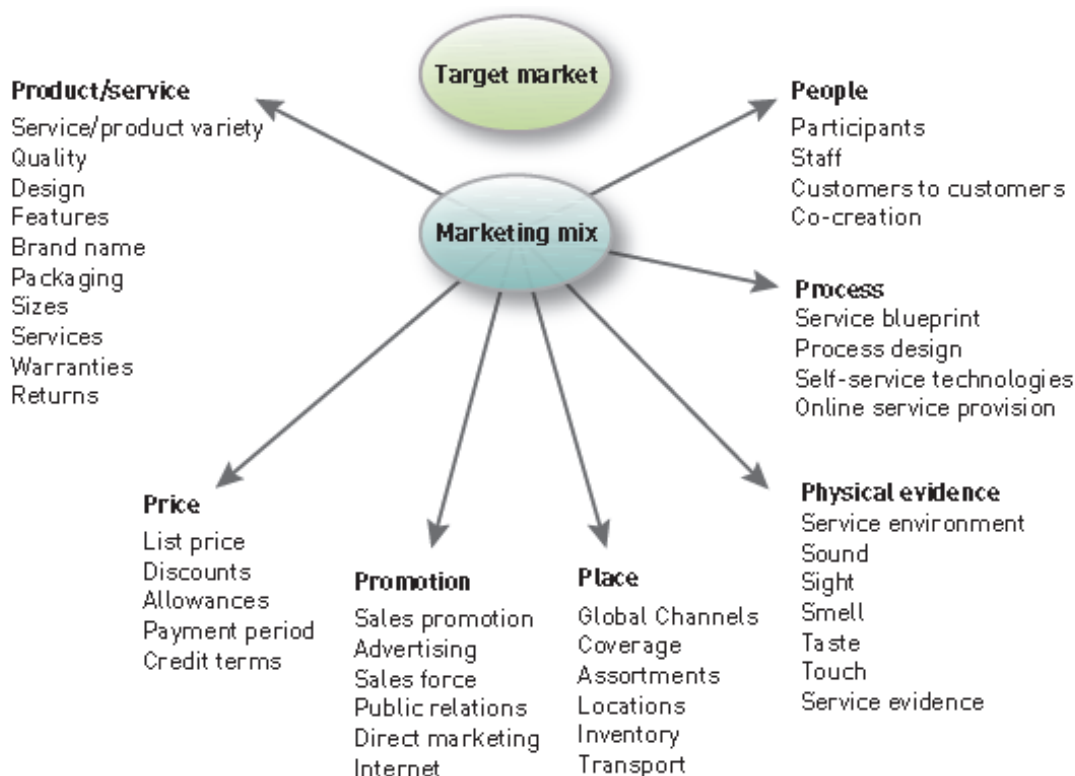 Target market
Marketing mix
Product/service
Service/product variety
Quality
Design
Features
Brand name
Packaging
Sizes
Services
Warranties
Returns
Price
List price
Discounts
Allowances
Payment period
Credit terms
Promotion
Sales promotion
Advertising
Sales force
Public relations
Direct marketing
Internet
Place
Global Channels
Coverage
Assortments
Locations
Inventory
Transport
Physical evidence
Service environment
Sound
Sight
Smell
Taste
Touch
Service evidence
Process
Service blueprint
Process design
Self-service technologies
Online service provision
People
Participants
Staff
Customers to customers
Co-creation